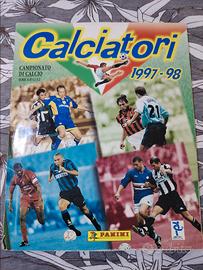 Calciatori
CAMPIONATO
DI CALCIO
1997-98
PANINI